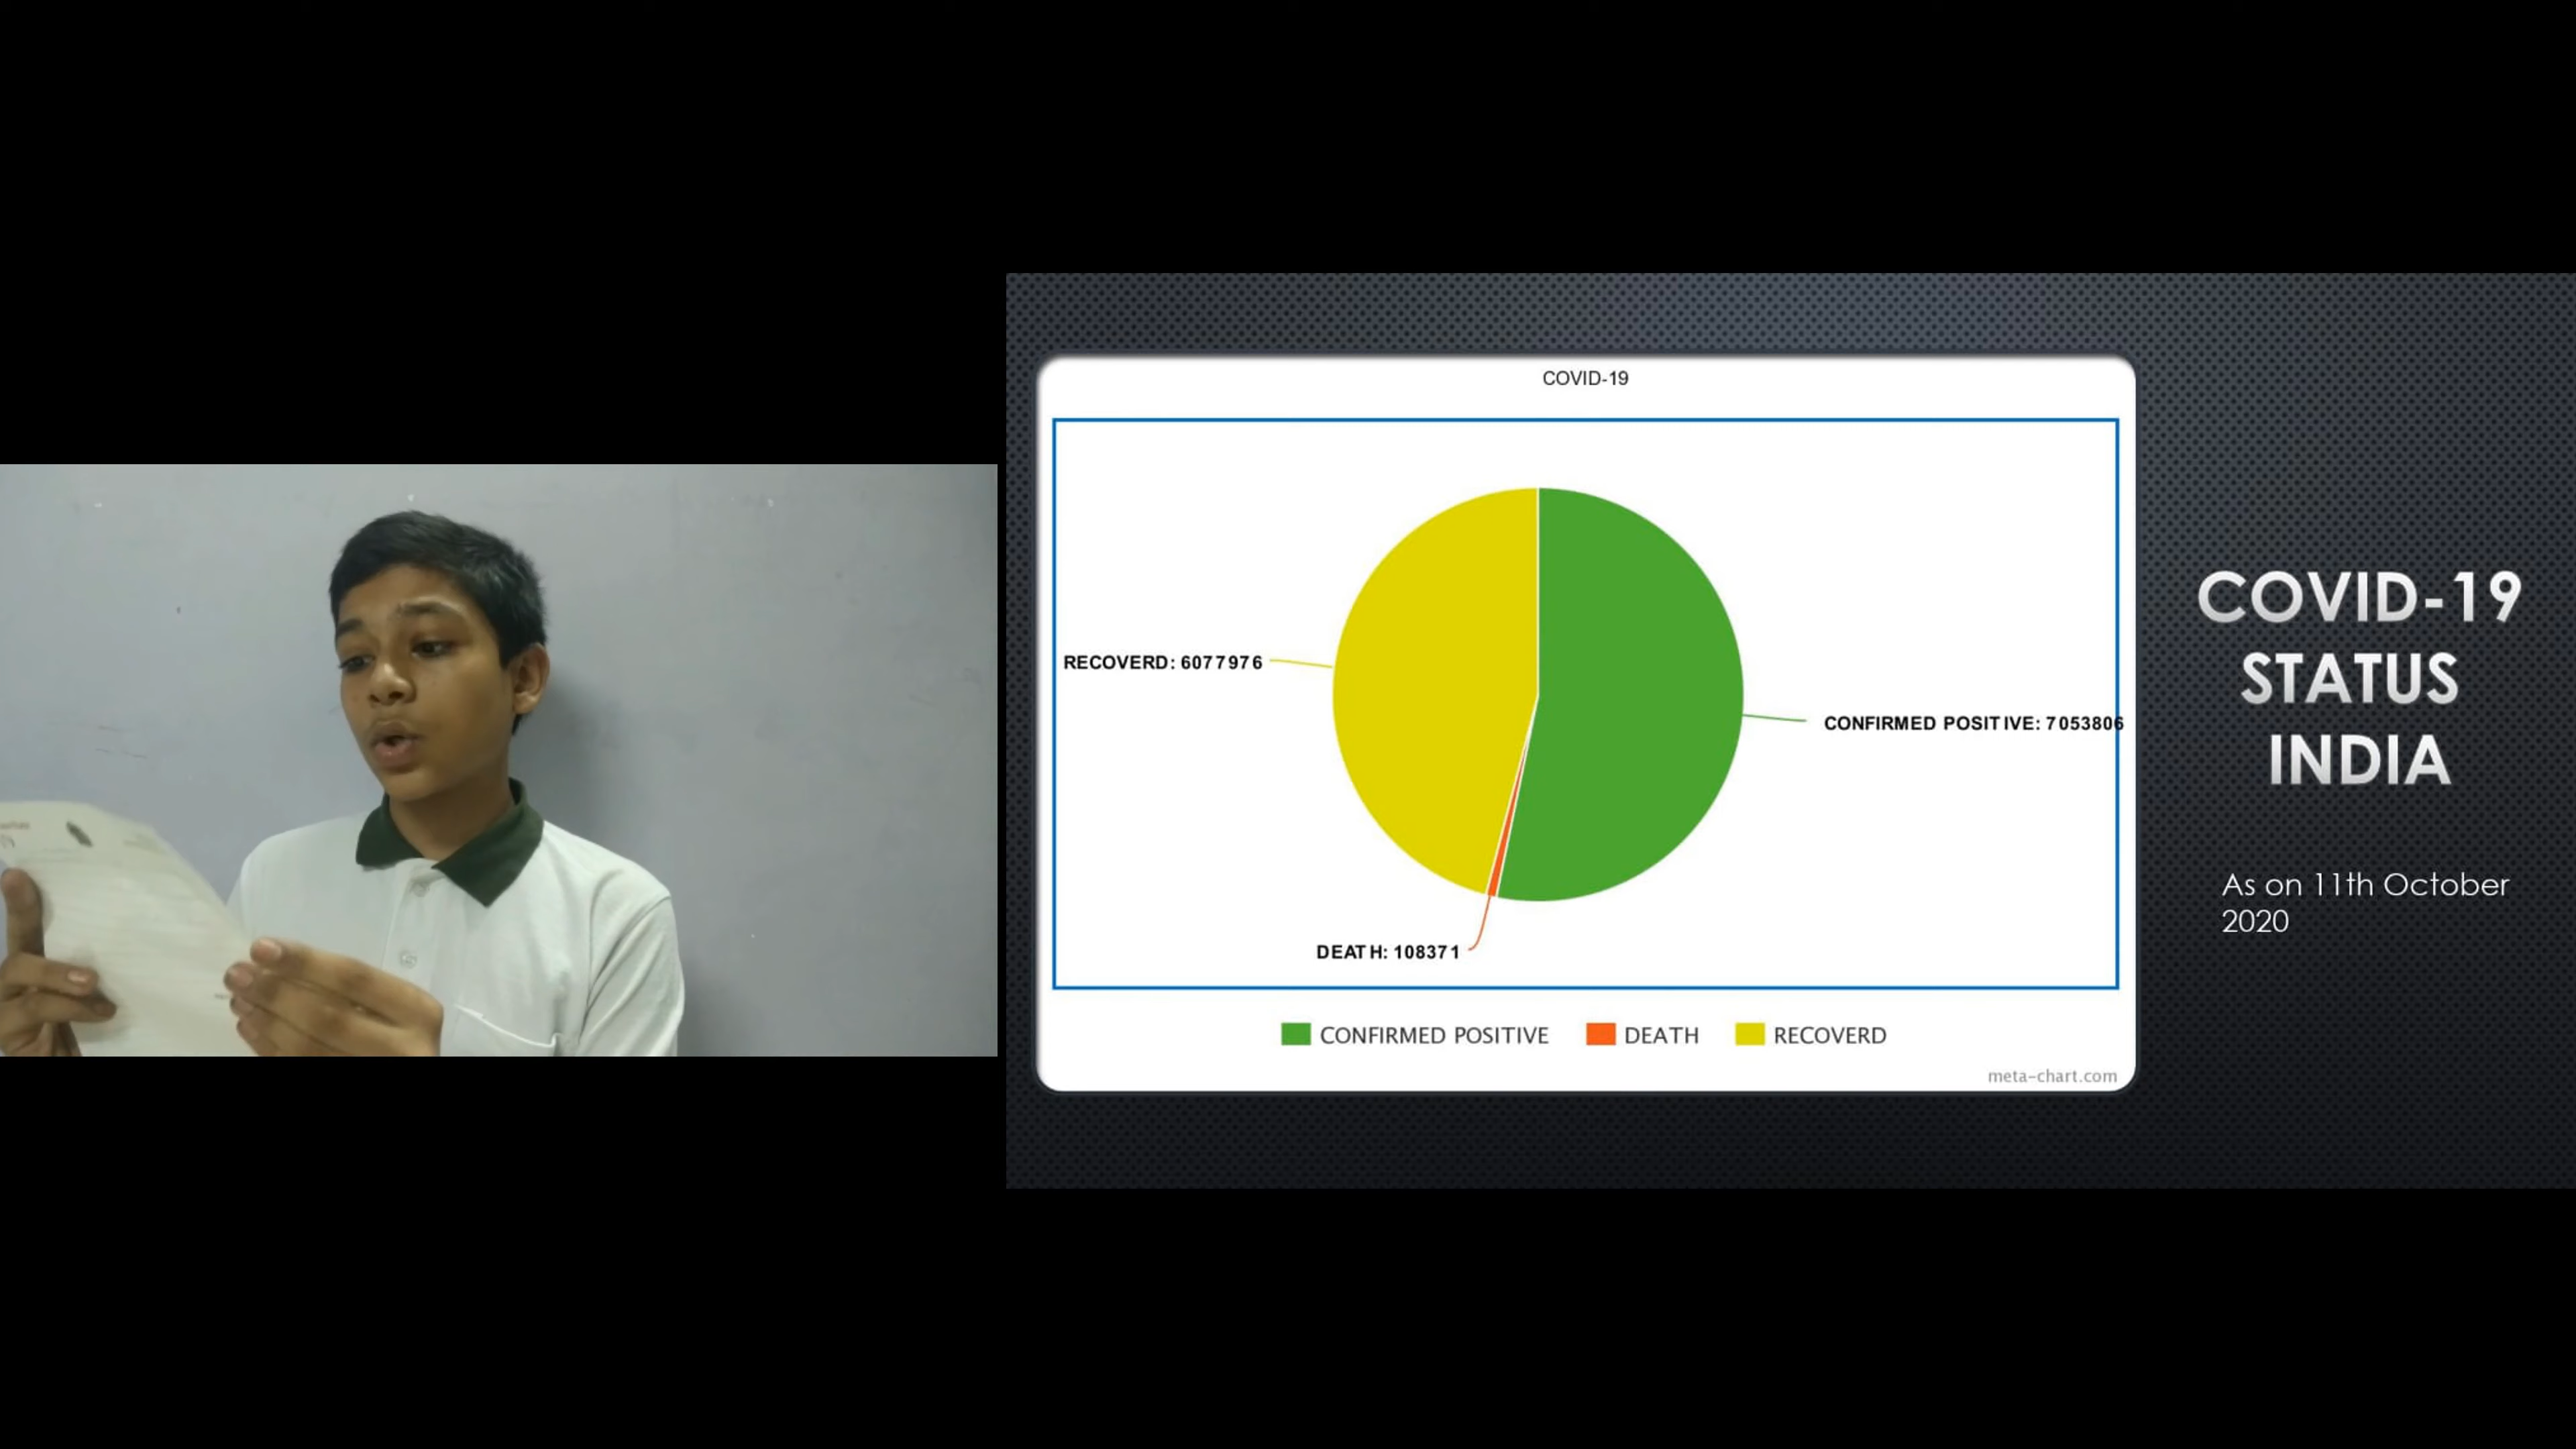 COVID-19
RECOVERD: 6077976
CONFIRMED POSITIVE: 7053806
DEATH: 108371
CONFIRMED POSITIVE DEATH RECOVERD
meta-chart.com
COVID-19
STATUS
INDIA
As on 11th October
2020